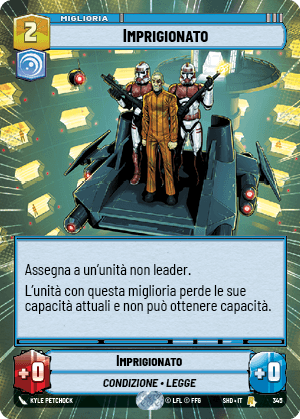 MIGLIORIA
2
IMPRIGIONATO
Assegna a un'unità non leader.
L'unità con questa miglioria perde le sue
capacità attuali e non può ottenere capacità.
+0
IMPRIGIONATO
+0
CONDIZIONE • LEGGE
KYLE PETCHOCK
© LFL © FFG
SHD • IT
345